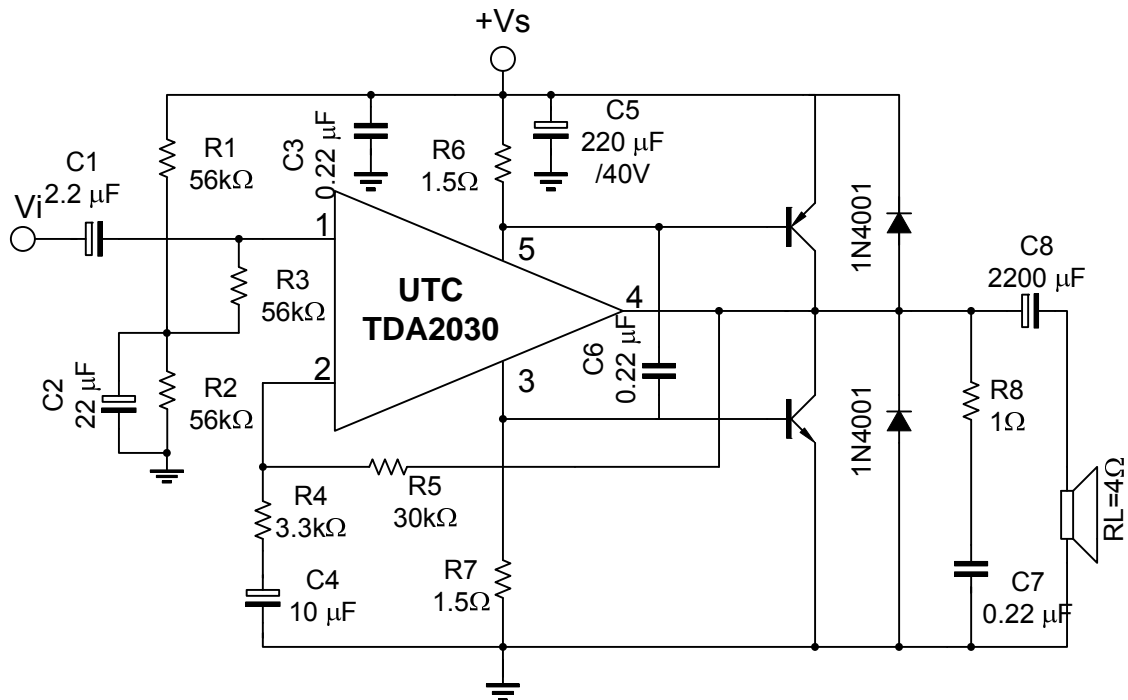 +Vs
C1
2.2 μF
Vi
R1
56kΩ
C3
0.22 μF
R6
1.5Ω
C5
220 μF
/40V
1
R3
56kΩ
5
UTC
TDA2030
4
1N4001
C8
2200 μF
2
3
C6
0.22 μF
C2
22 μF
R2
56kΩ
R5
30kΩ
R4
3.3kΩ
C4
10 μF
R7
1.5Ω
1N4001
R8
1Ω
C7
0.22 μF
RL=4Ω